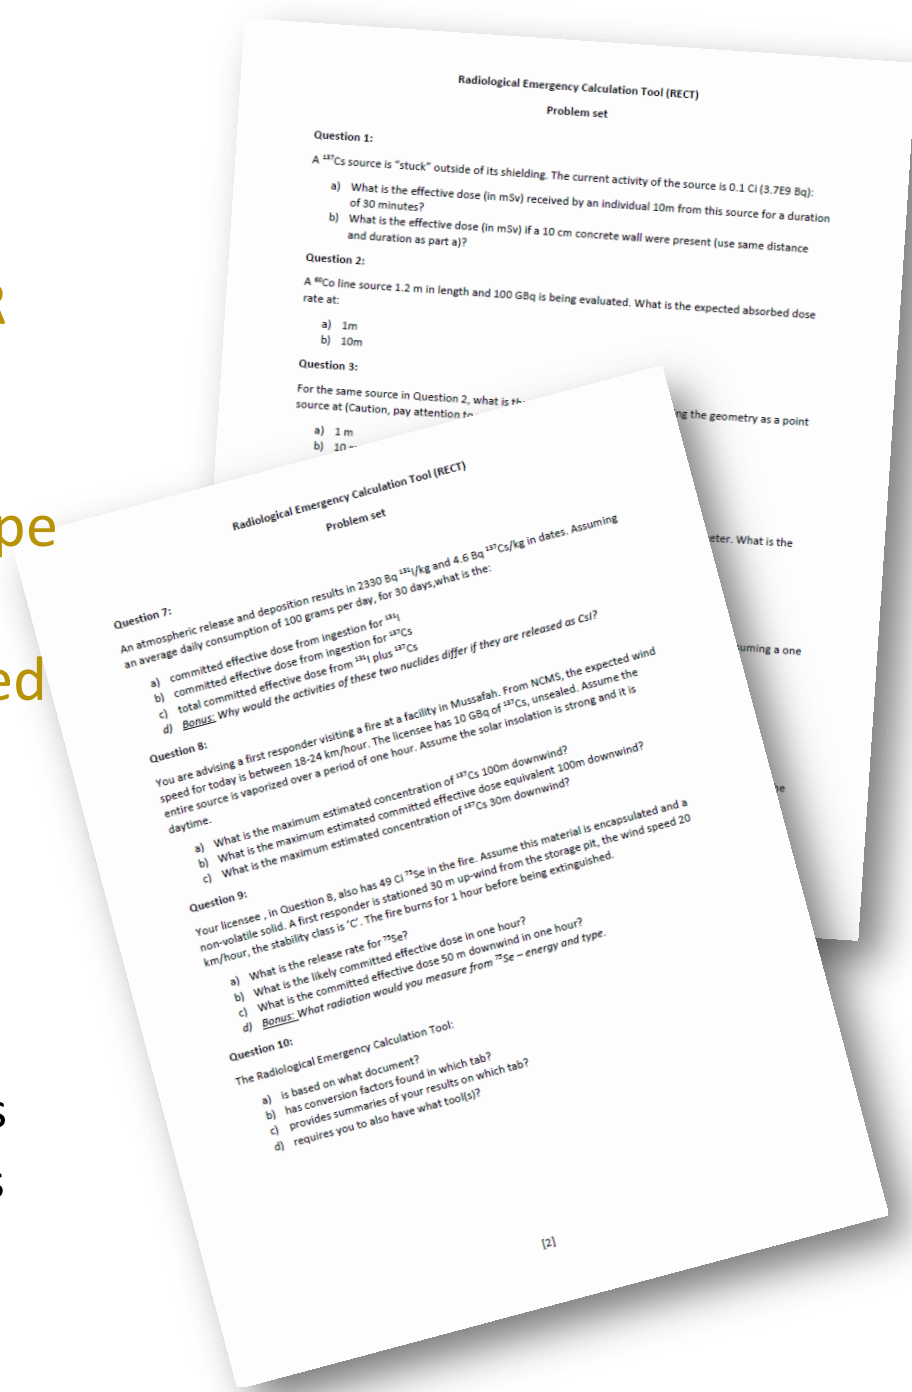 R
pe
ed
s
s
Radiological Emergency Calculation Tool (RECT)
Problem set
Question 1:
A ¹³⁷Cs source is "stuck" outside of its shielding. The current activity of the source is 0.1 Ci (3.7E9 Bq):
a) What is the effective dose (in mSv) received by an individual 10m from this source for a duration
of 30 minutes?
b) What is the effective dose (in mSv) if a 10 cm concrete wall were present (use same distance
and duration as part a)?
Question 2:
A ⁶⁰Co line source 1.2 m in length and 100 GBq is being evaluated. What is the expected absorbed dose
rate at:
a) 1m
b) 10m
Question 3:
For the same source in Question 2, what is th ng the geometry as a point
source at (Caution, pay attention to
a) 1 m
b) 10
eter. What is the
uming a one
he
Radiological Emergency Calculation Tool (RECT)
Problem set
Question 7:
An atmospheric release and deposition results in 2330 Bq ¹³¹I/kg and 4.6 Bq ¹³⁷Cs/kg in dates. Assuming
an average daily consumption of 100 grams per day, for 30 days,what is the:
a) committed effective dose from ingestion for ¹³¹I
b) committed effective dose from ingestion for ¹³⁷Cs
c) total committed effective dose from ¹³¹I plus ¹³⁷Cs
d) Bonus: Why would the activities of these two nuclides differ if they are released as CsI?
Question 8:
You are advising a first responder visiting a fire at a facility in Mussafah. From NCMS, the expected wind
speed for today is between 18-24 km/hour. The licensee has 10 GBq of ¹³⁷Cs, unsealed. Assume the
entire source is vaporized over a period of one hour. Assume the solar insolation is strong and it is
daytime.
a) What is the maximum estimated concentration of ¹³⁷Cs 100m downwind?
b) What is the maximum estimated committed effective dose equivalent 100m downwind?
c) What is the maximum estimated concentration of ¹³⁷Cs 30m downwind?
Question 9:
Your licensee , in Question 8, also has 49 Ci ⁷⁵Se in the fire. Assume this material is encapsulated and a
non-volatile solid. A first responder is stationed 30 m up-wind from the storage pit, the wind speed 20
km/hour, the stability class is 'C'. The fire burns for 1 hour before being extinguished.
a) What is the release rate for ⁷⁵Se?
b) What is the likely committed effective dose in one hour?
c) What is the committed effective dose 50 m downwind in one hour?
d) Bonus: What radiation would you measure from ⁷⁵Se – energy and type.
Question 10:
The Radiological Emergency Calculation Tool:
a) is based on what document?
b) has conversion factors found in which tab?
c) provides summaries of your results on which tab?
d) requires you to also have what tool(s)?
[2]